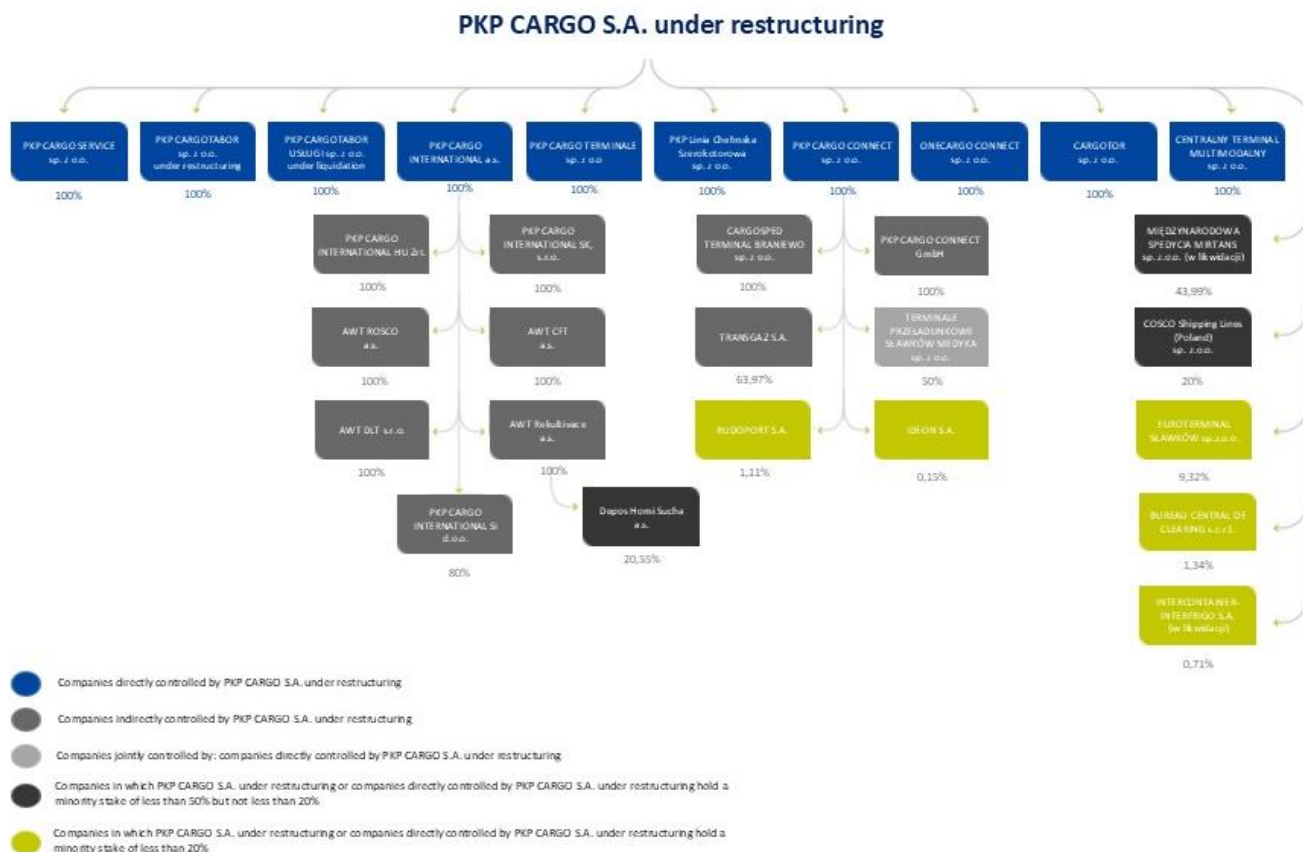 PKP CARGO S.A. under restructuring
PKP CARGO SERVICE
sp. z o.o.
100%
PKP CARGOTABOR
sp. z o.o.
under restructuring
100%
PKP CARGOTABOR
USŁUGI sp. z o.o.
under liquidation
100%
PKP CARGO
INTERNATIONAL a.s.
100%
PKP CARGO TERMINALE
sp. z o.o
100%
PKP Linia Chełmska
Szerokotorowa
sp. z o.o.
100%
PKP CARGO CONNECT
sp. z o.o.
100%
ONECARGO CONNECT
sp. z o.o.
100%
CARGOTOR
sp. z o.o.
100%
CENTRALNY TERMINAL
MULTIMODALNY
sp. z o.o.
100%
PKP CARGO
INTERNATIONAL HU Zrt.
100%
PKP CARGO
INTERNATIONAL SK,
s.r.o.
100%
CARGOSPED
TERMINAL BRANIEWO
sp. z o.o.
100%
PKP CARGO CONNECT
GmbH
100%
MIĘDZYNARODOWA
SPEDYCJA MIRTANS
sp. z.o.o. (w likwidacji)
43,99%
AWT ROSCO
a.s.
100%
AWT CFT
a.s.
100%
TRANSGAZ S.A.
63,97%
TERMINALE
PRZEŁADUNKOWE
SŁAWKÓW MEDYKA
sp. z o.o.
50%
COSCO Shipping Lines
(Poland)
sp. z.o.o.
20%
AWT DLT s.r.o.
100%
AWT Rekultivace
a.s.
100%
RUDOPORT S.A.
1,11%
IDEON S.A.
0,15%
EUROTERMINAL
SŁAWKÓW sp.z.o.o.
9,32%
PKP CARGO
INTERNATIONAL SI
d.o.o.
80%
Depos Horni Sucha
a.s.
20,55%
BUREAU CENTRAL DE
CLEARING s.c.r.l.
1,34%
INTERCONTAINER-
INTERFRIGO S.A.
(w likwidacji)
0,71%
Companies directly controlled by PKP CARGO S.A. under restructuring
Companies indirectly controlled by PKP CARGO S.A. under restructuring
Companies jointly controlled by: companies directly controlled by PKP CARGO S.A. under restructuring
Companies in which PKP CARGO S.A. under restructuring or companies directly controlled by PKP CARGO S.A. under restructuring hold a
minority stake of less than 50% but not less than 20%
Companies in which PKP CARGO S.A. under restructuring or companies directly controlled by PKP CARGO S.A. under restructuring hold a
minority stake of less than 20%